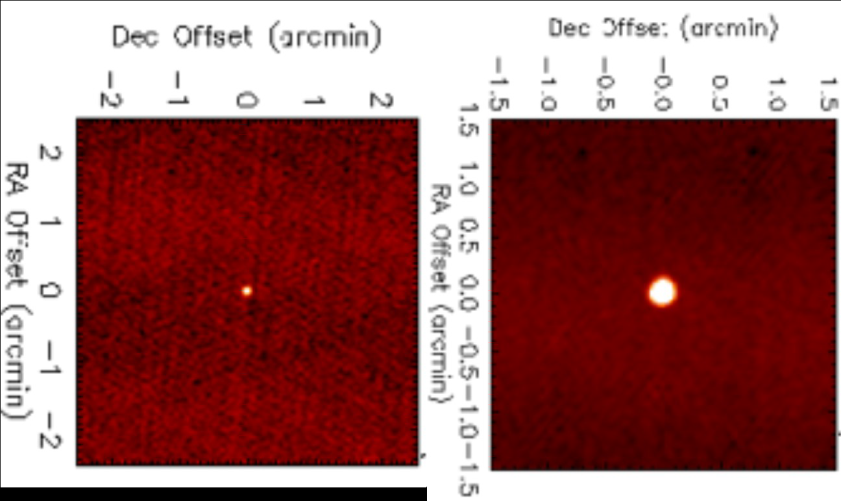 Dec Offset (arcmin)
−2 −1 0 1 2
2 1 0 −1 −2
RA Offset (arcmin)
Dec Offset (arcmin)
−1.5 −1.0 −0.5 −0.0 0.5 1.0 1.5
1.5 1.0 0.5 0.0 −0.5 −1.0 −1.5
RA Offset (arcmin)